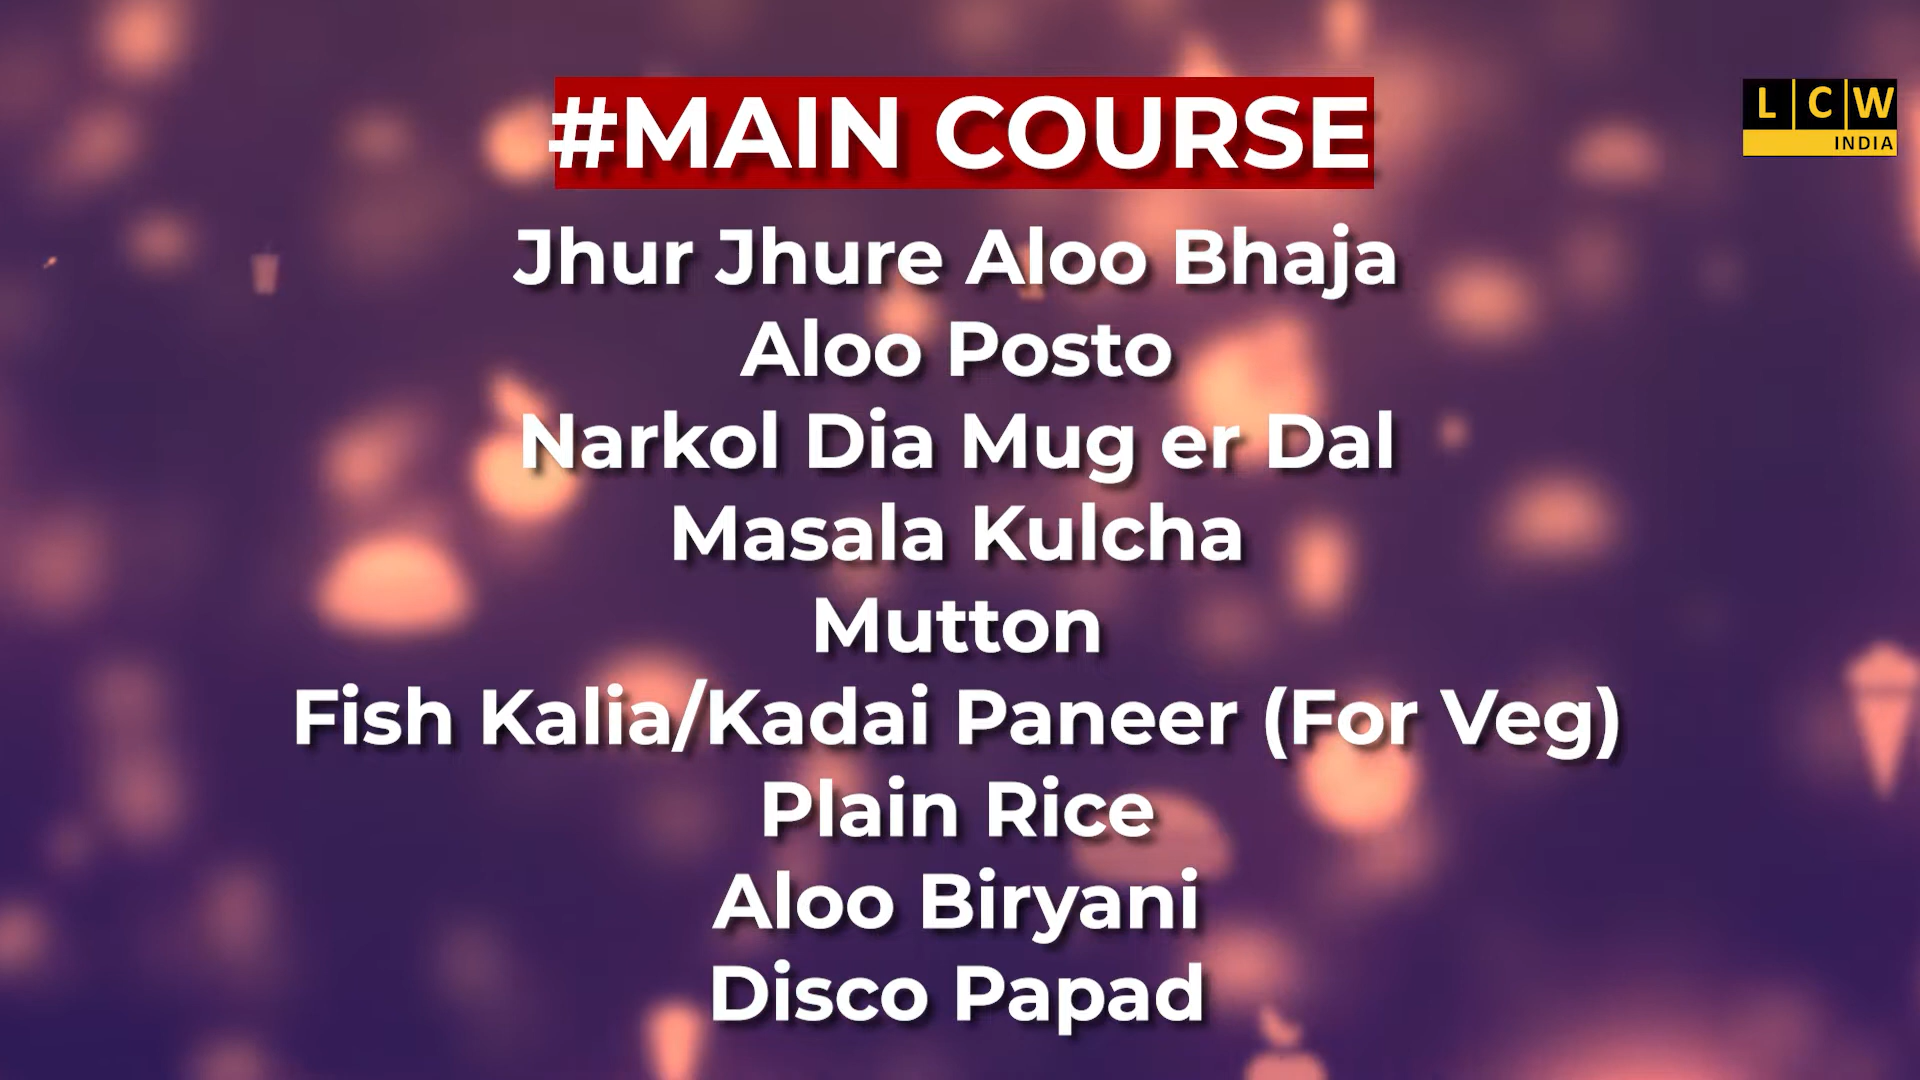 #MAIN COURSE
L C W
INDIA
Jhur Jhure Aloo Bhaja
Aloo Posto
Narkol Dia Mug er Dal
Masala Kulcha
Mutton
Fish Kalia/Kadai Paneer (For Veg)
Plain Rice
Aloo Biryani
Disco Papad